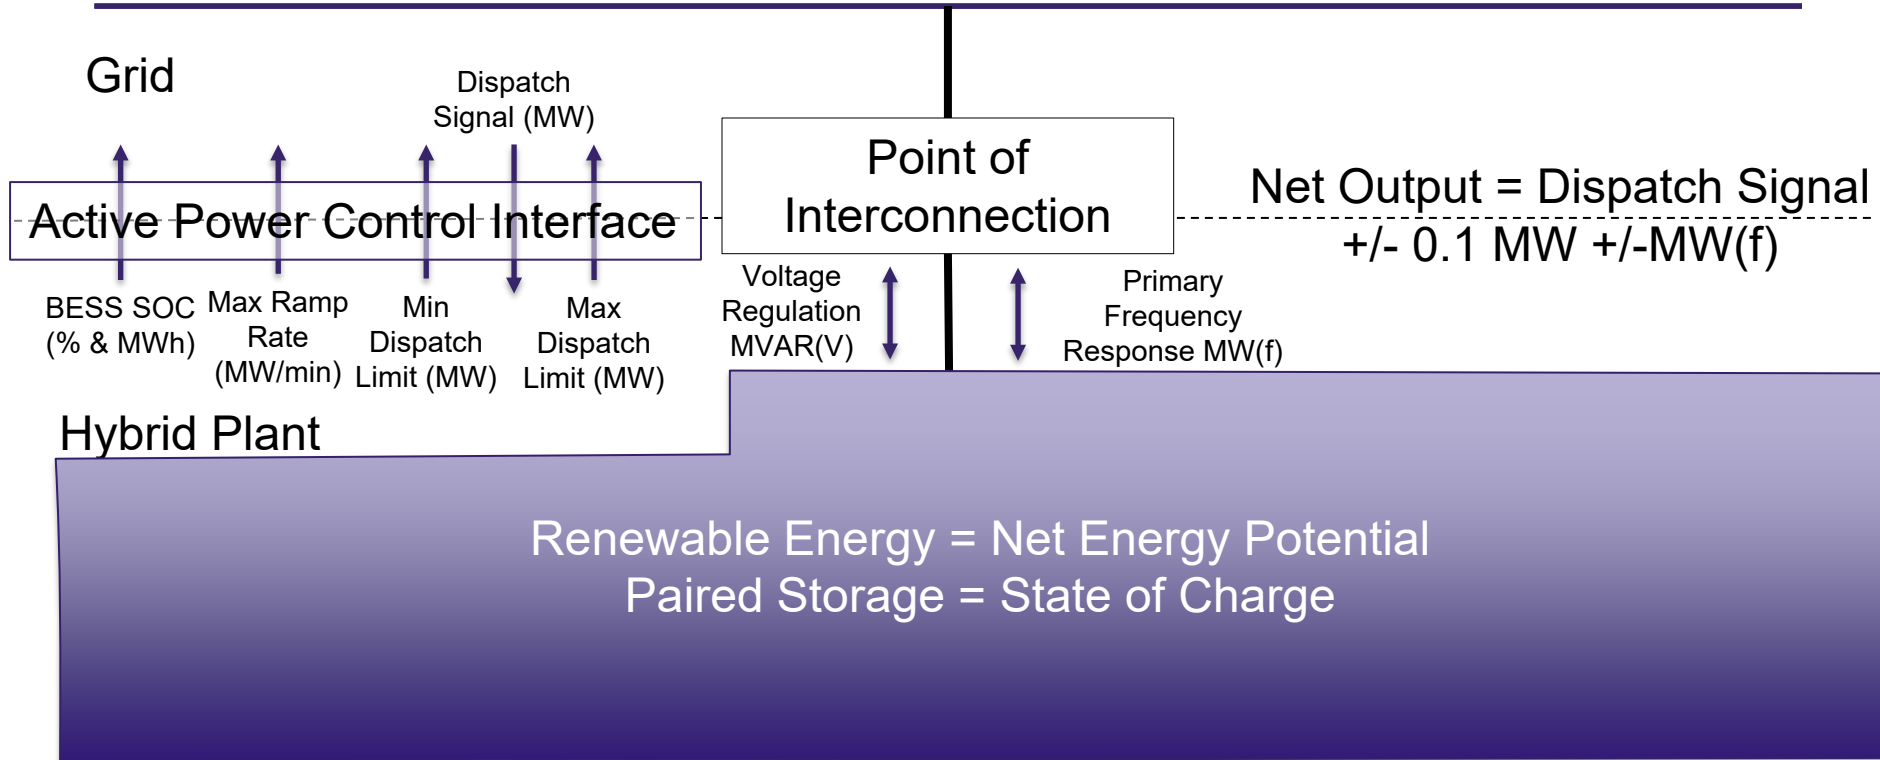 Grid
Dispatch
Signal (MW)
Active Power Control Interface
Point of
Interconnection
Net Output = Dispatch Signal
+/- 0.1 MW +/-MW(f)
BESS SOC
(% & MWh)
Max Ramp
Rate
(MW/min)
Min
Dispatch
Limit (MW)
Max
Dispatch
Limit (MW)
Voltage
Regulation
MVAR(V)
Primary
Frequency
Response MW(f)
Hybrid Plant
Renewable Energy = Net Energy Potential
Paired Storage = State of Charge